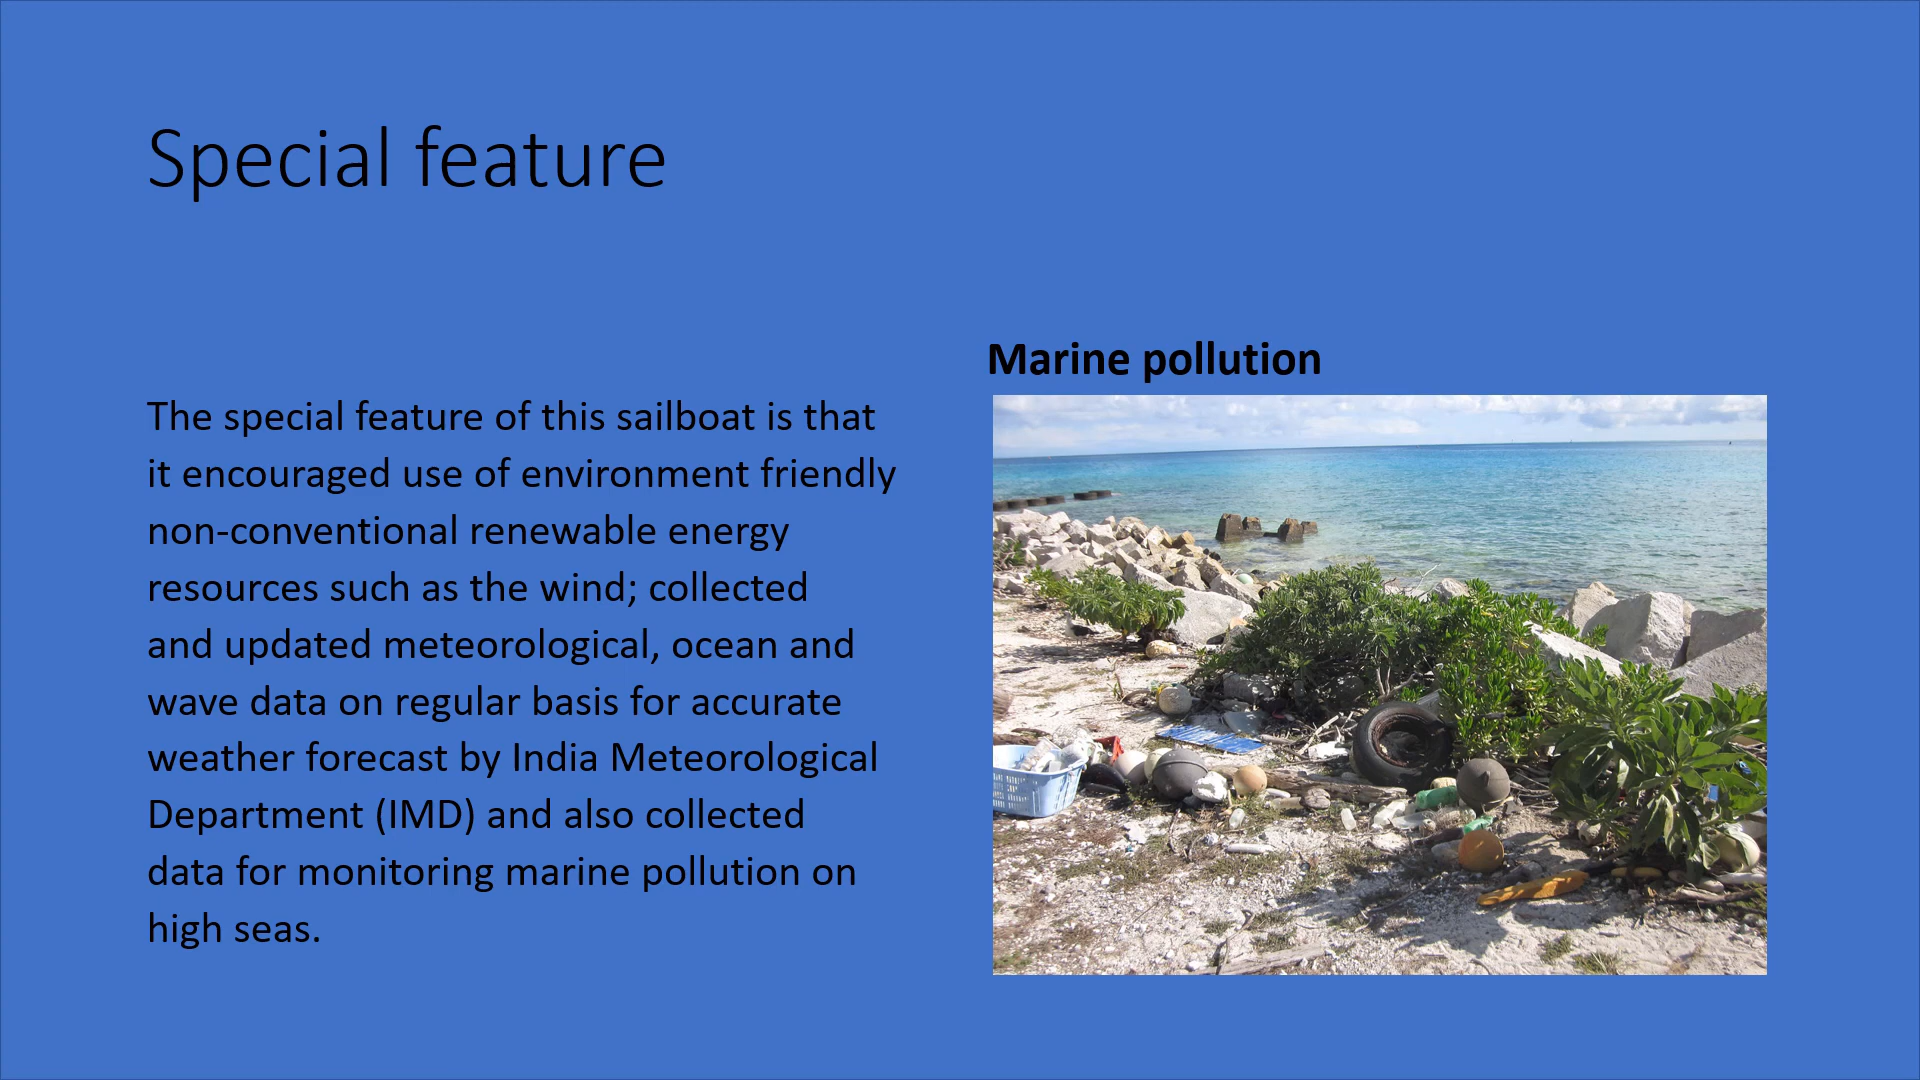 Special feature
The special feature of this sailboat is that
it encouraged use of environment friendly
non-conventional renewable energy
resources such as the wind; collected
and updated meteorological, ocean and
wave data on regular basis for accurate
weather forecast by India Meteorological
Department (IMD) and also collected
data for monitoring marine pollution on
high seas.
Marine pollution